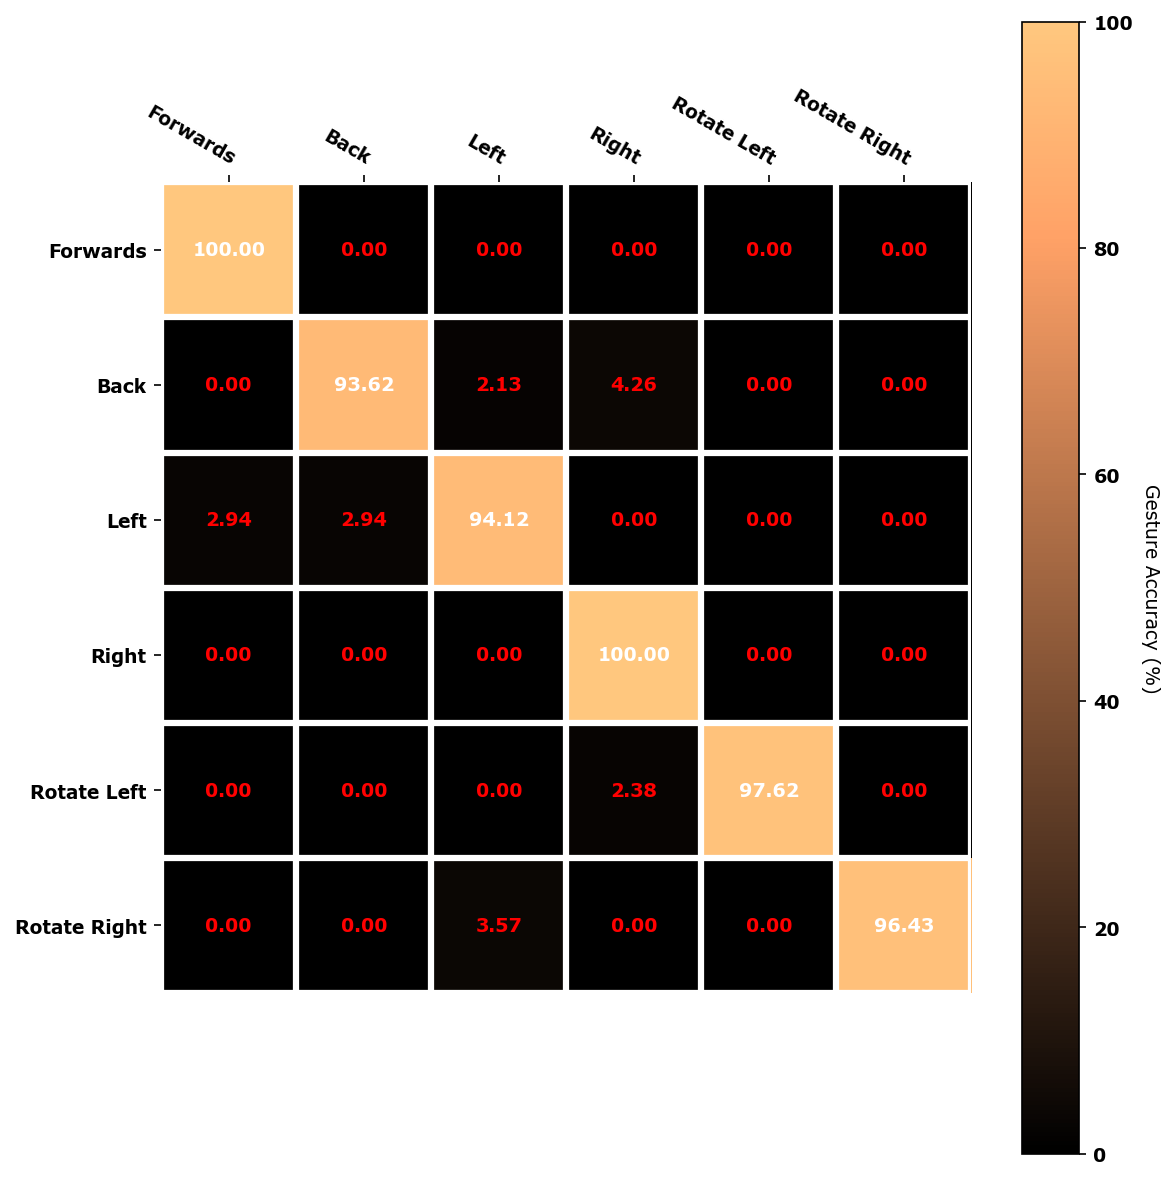 Forwards Back Left Right Rotate Left Rotate Right
Forwards 100.00 0.00 0.00 0.00 0.00 0.00
Back 0.00 93.62 2.13 4.26 0.00 0.00
Left 2.94 2.94 94.12 0.00 0.00 0.00
Right 0.00 0.00 0.00 100.00 0.00 0.00
Rotate Left 0.00 0.00 0.00 2.38 97.62 0.00
Rotate Right 0.00 0.00 3.57 0.00 0.00 96.43
100
80
60
40
20
0
Gesture Accuracy (%)